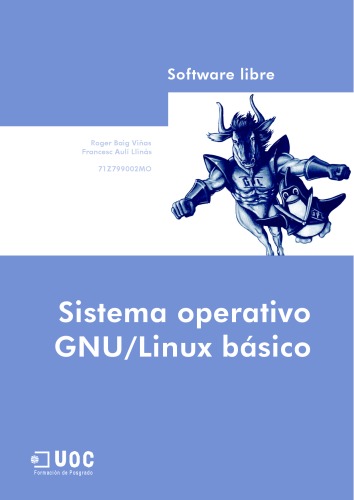 Software libre
Roger Baig Viñas
Francesc Aulí Llinàs
71Z799002MO
Sistema operativo
GNU/Linux básico
UOC
Formación de Posgrado